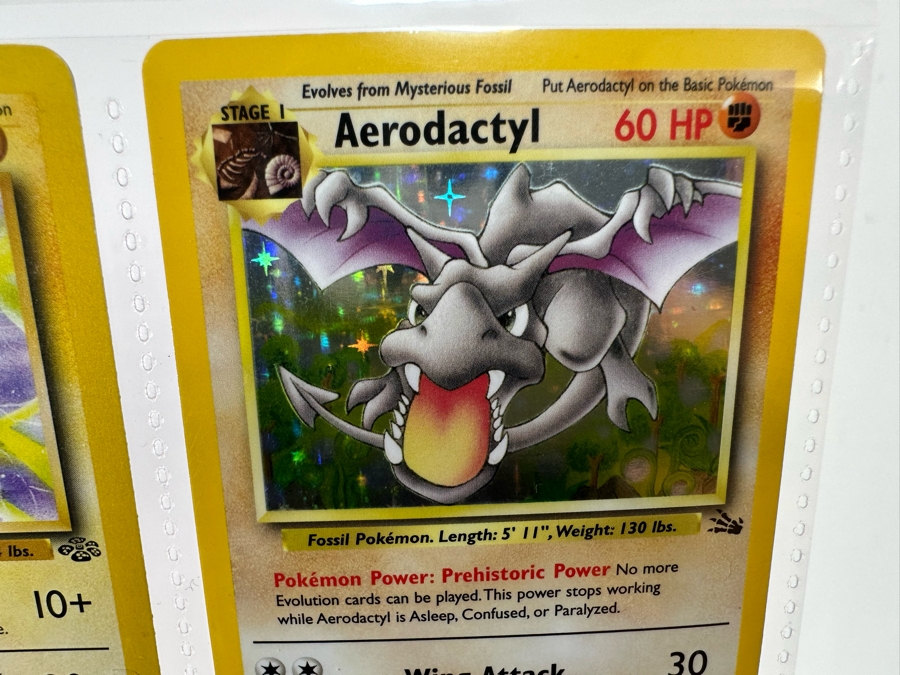 Evolves from Mysterious Fossil
Put Aerodactyl on the Basic Pokémon
STAGE 1
Aerodactyl
60 HP
Fossil Pokémon. Length: 5' 11", Weight: 130 lbs.
Pokémon Power: Prehistoric Power No more
Evolution cards can be played. This power stops working
while Aerodactyl is Asleep, Confused, or Paralyzed.
Wing Attack
30
lbs.
10+